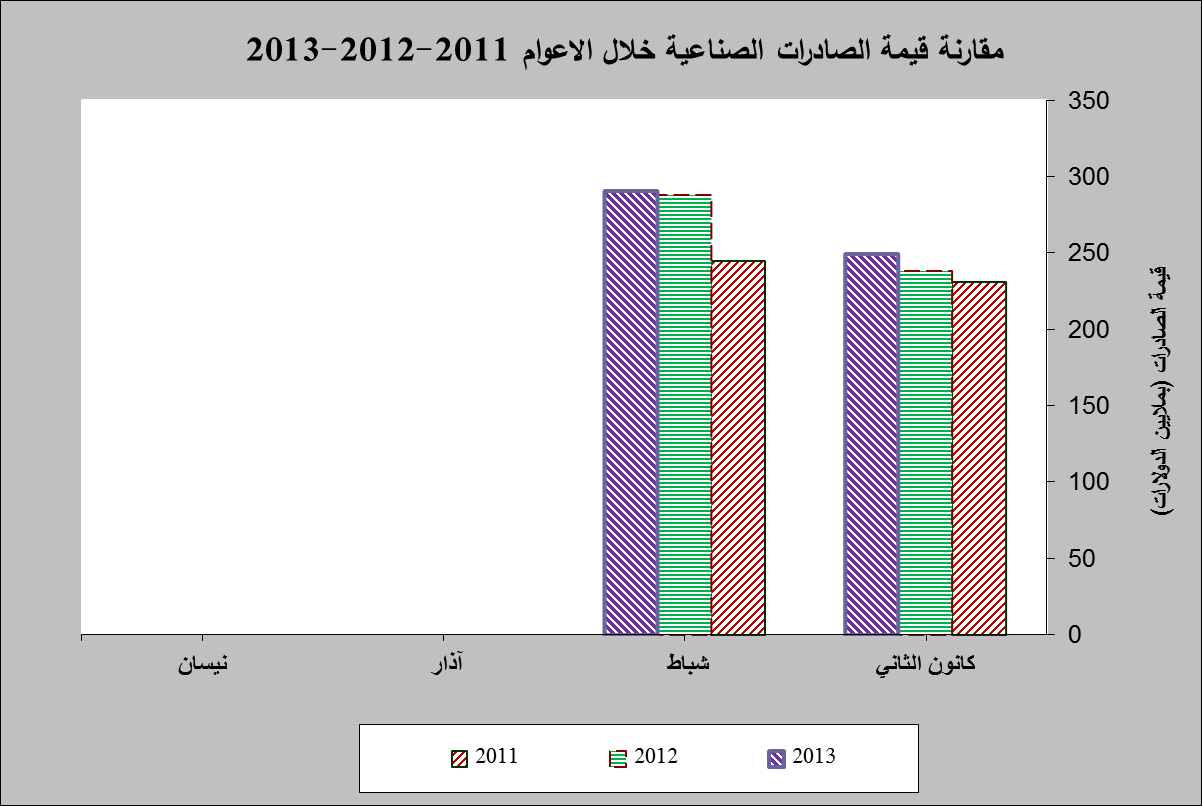 مقارنة قيمة الصادرات الصناعية خلال الاعوام 2011-2012-2013
350
300
250
200
150
100
50
0
قيمة الصادرات (بملايين الدولارات)
كانون الثاني
شباط
آذار
نيسان
2011
2012
2013